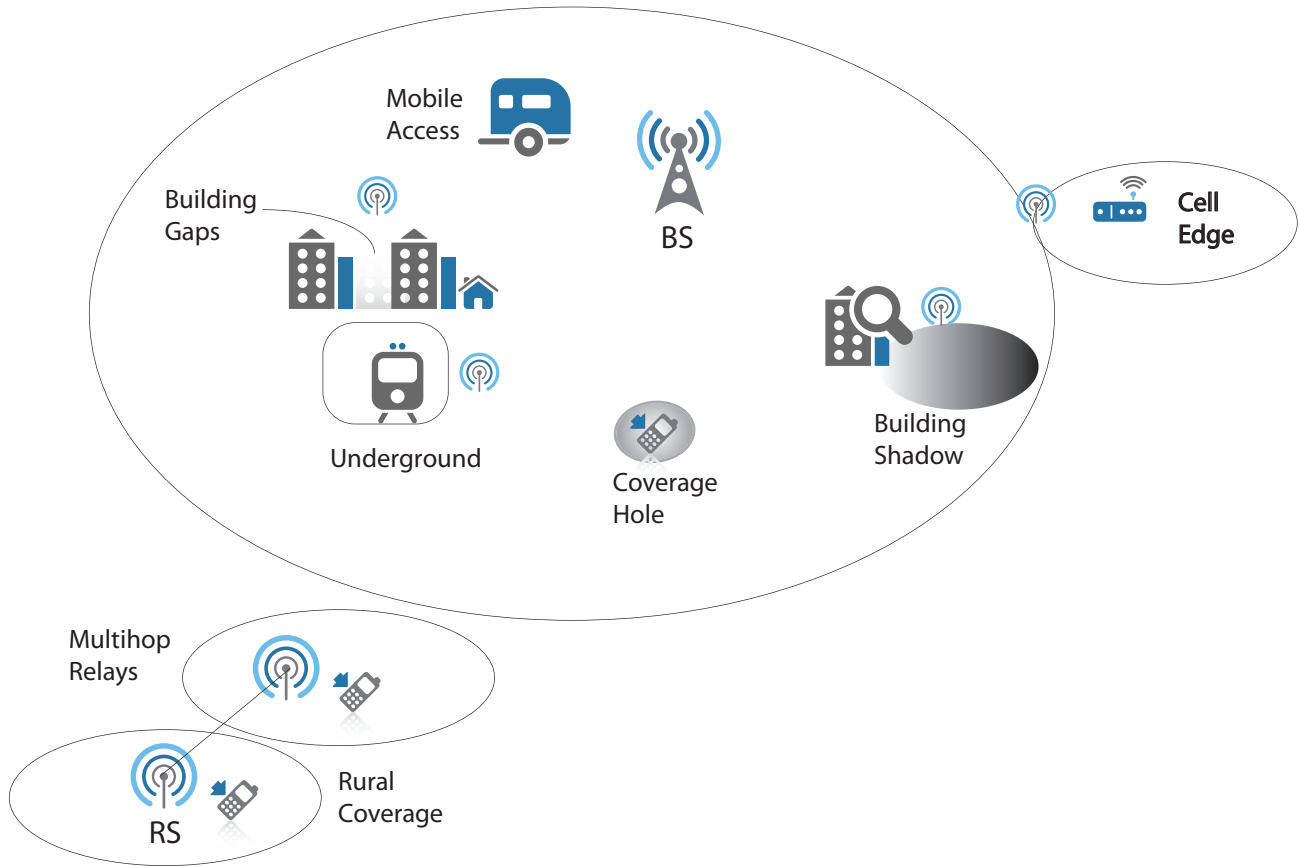 Mobile
Access
Building
Gaps
BS
Cell
Edge
Underground
Building
Shadow
Coverage
Hole
Multihop
Relays
Rural
Coverage
RS